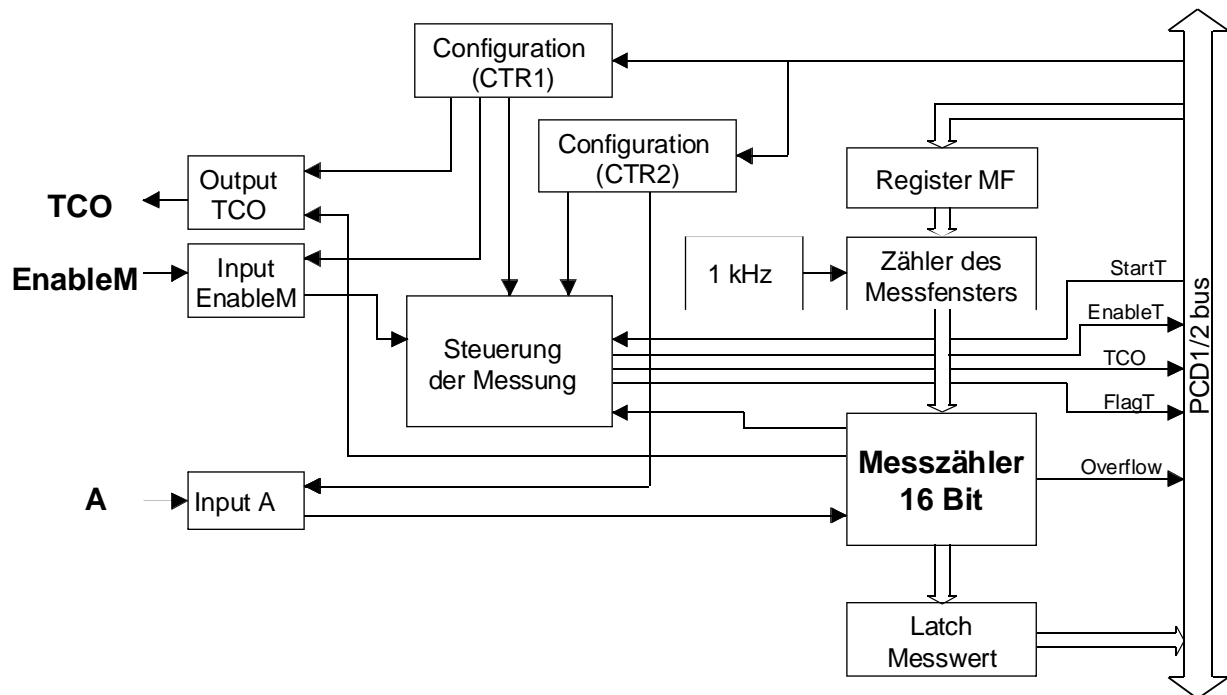 Configuration
(CTR1)
Configuration
(CTR2)
Register MF
Output
TCO
TCO
Input
EnableM
EnableM
1 kHz
Zähler des
Messfensters
Steuerung
der Messung
StartT
EnableT
TCO
FlagT
Overflow
PCD1/2 bus
Messzähler
16 Bit
A
Input A
Latch
Messwert